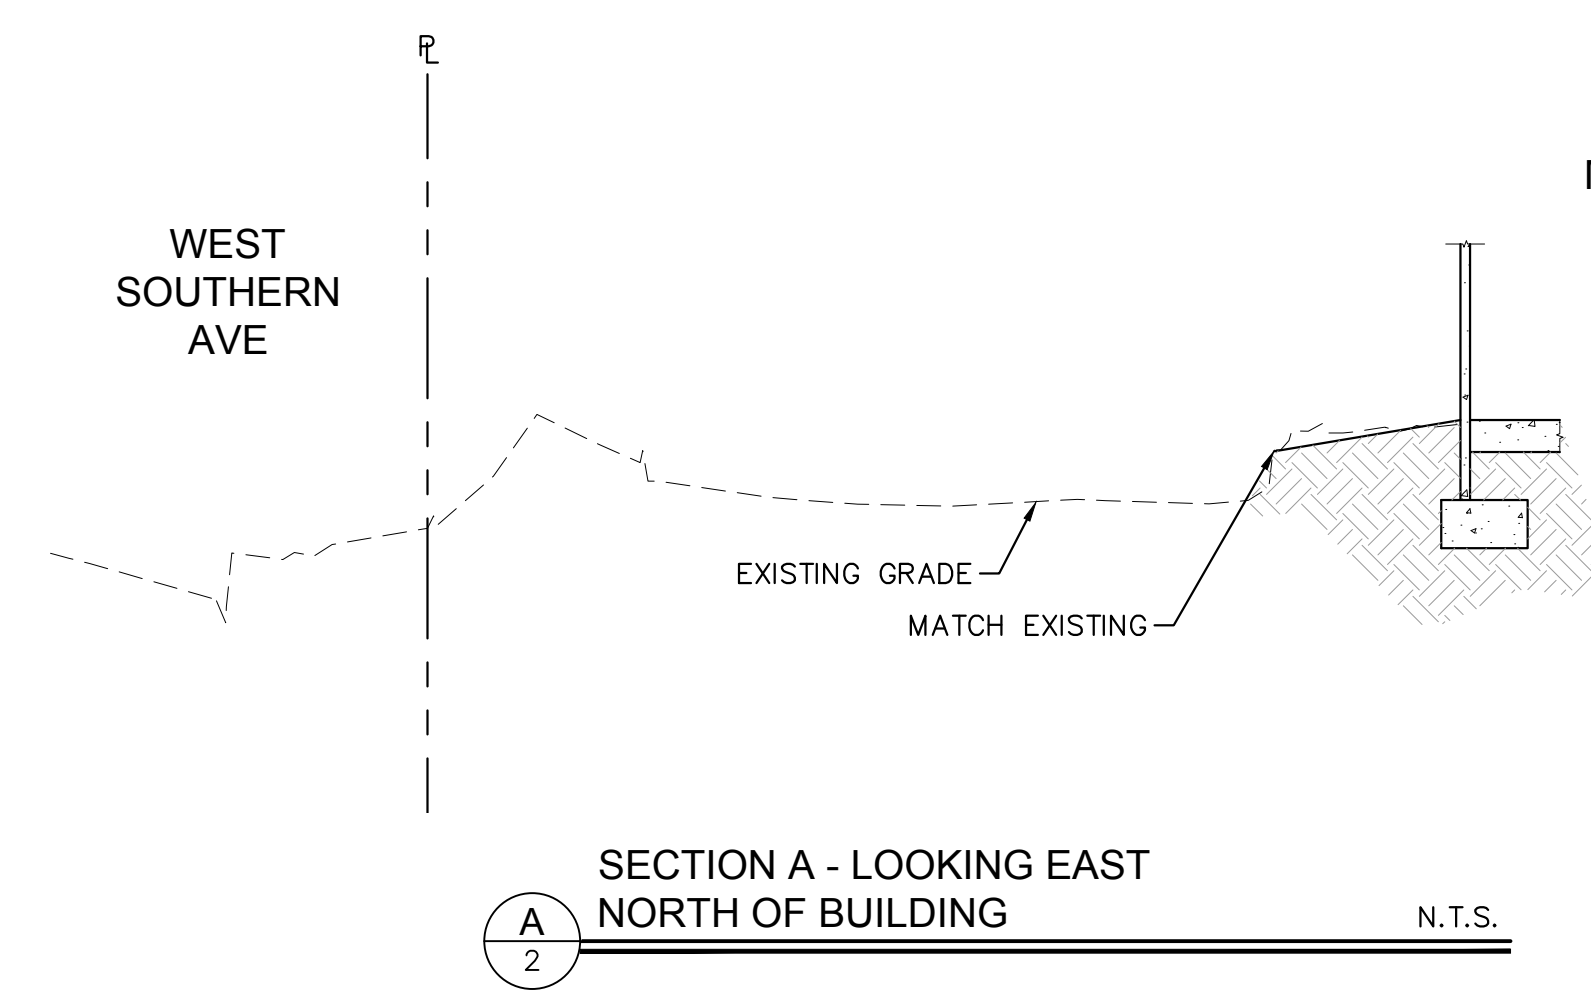 PL
WEST
SOUTHERN
AVE
EXISTING GRADE
MATCH EXISTING
SECTION A - LOOKING EAST
NORTH OF BUILDING
N.T.S.
A
2